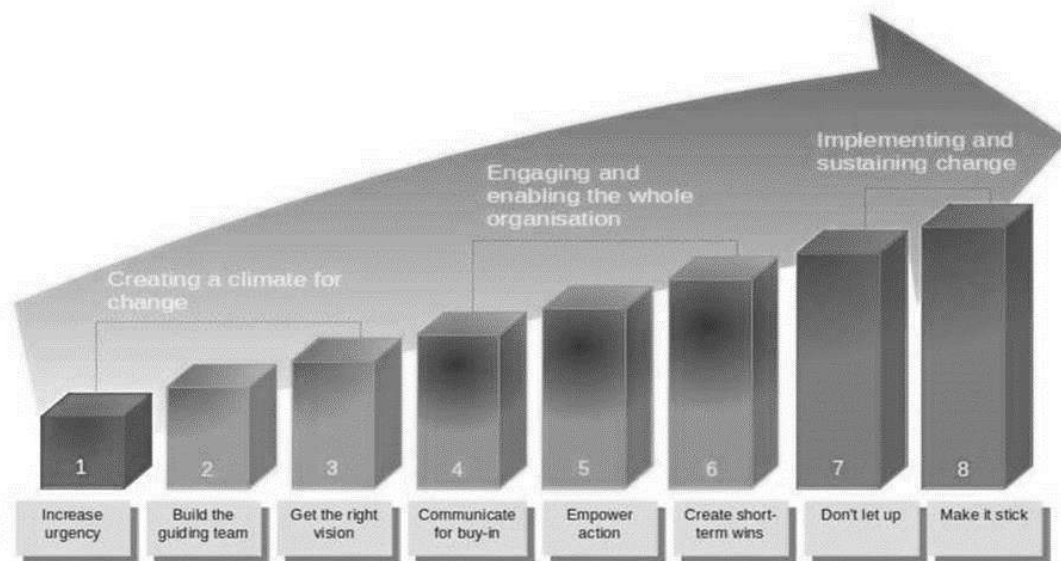 Implementing and
sustaining change
Engaging and
enabling the whole
organisation
Creating a climate for
change
1
2
3
4
5
6
7
8
Increase
urgency
Build the
guiding team
Get the right
vision
Communicate
for buy-in
Empower
action
Create short-
term wins
Don't let up
Make it stick